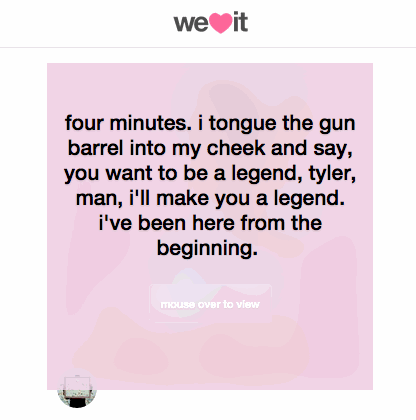 we it
four minutes. i tongue the gun
barrel into my cheek and say,
you want to be a legend, tyler,
man, i'll make you a legend.
i've been here from the
beginning.
mouse over to view